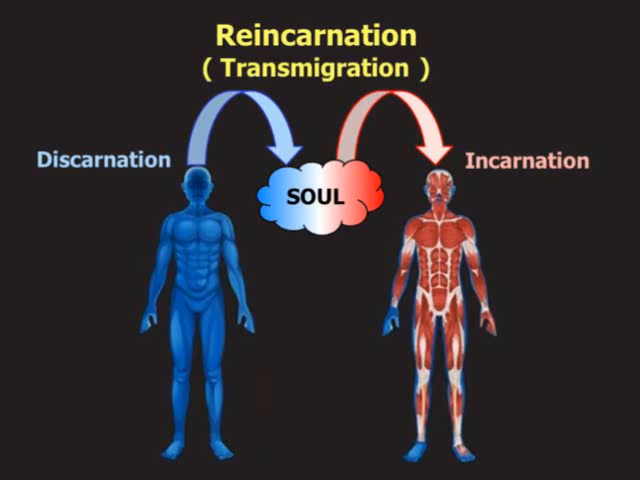 Reincarnation
( Transmigration )
Discarnation
Incarnation
SOUL